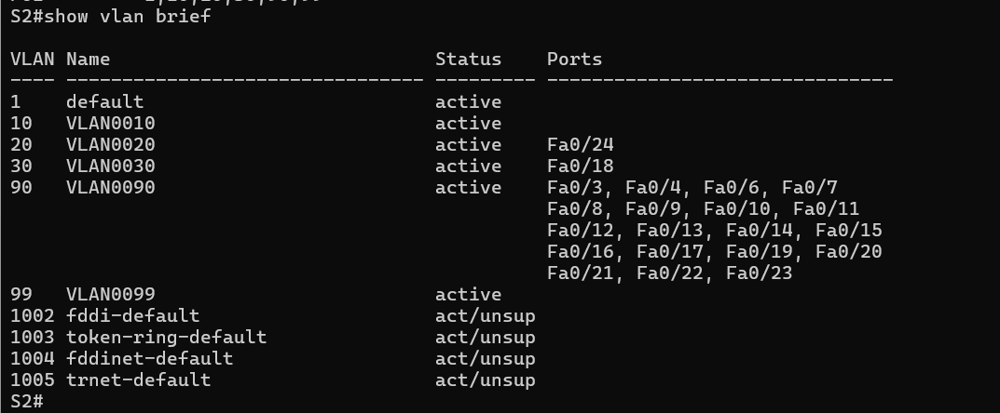 S2#show vlan brief
VLAN Name                             Status    Ports
---- -------------------------------- --------- -------------------------------
1    default                          active
10   VLAN0010                         active
20   VLAN0020                         active    Fa0/24
30   VLAN0030                         active    Fa0/18
90   VLAN0090                         active    Fa0/3, Fa0/4, Fa0/6, Fa0/7
                                                Fa0/8, Fa0/9, Fa0/10, Fa0/11
                                                Fa0/12, Fa0/13, Fa0/14, Fa0/15
                                                Fa0/16, Fa0/17, Fa0/19, Fa0/20
                                                Fa0/21, Fa0/22, Fa0/23
99   VLAN0099                         active
1002 fddi-default                     act/unsup
1003 token-ring-default               act/unsup
1004 fddinet-default                  act/unsup
1005 trnet-default                    act/unsup
S2#